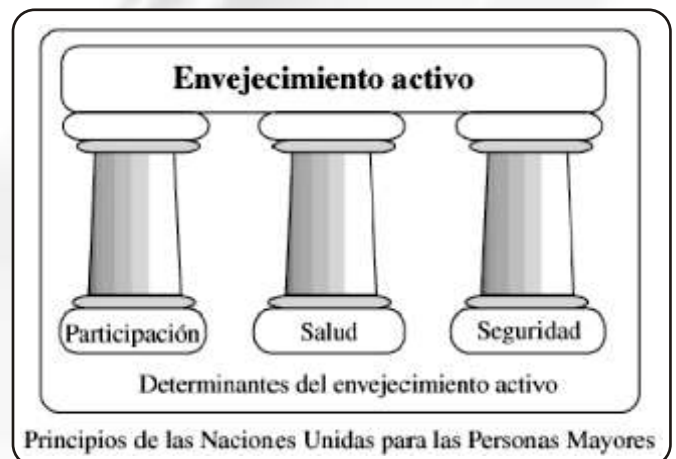 Envejecimiento activo
Participación Salud Seguridad
Determinantes del envejecimiento activo
Principios de las Naciones Unidas para las Personas Mayores